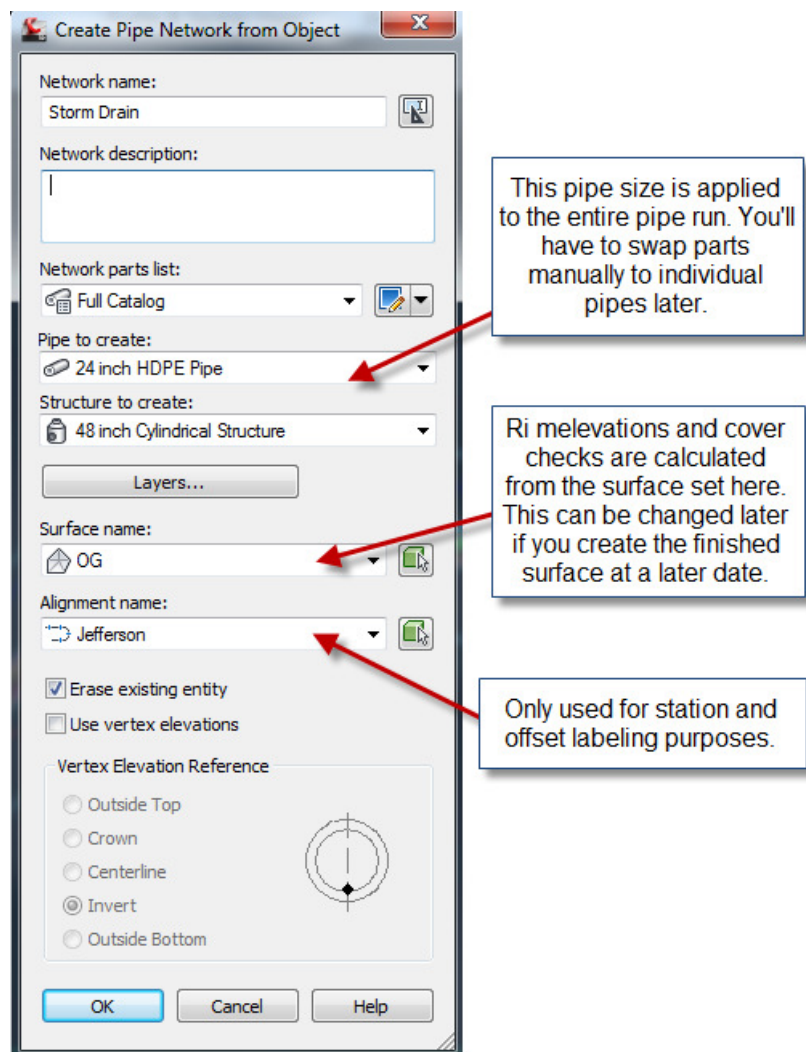 Create Pipe Network from Object
Network name:
Storm Drain
Network description:
Network parts list:
Full Catalog
Pipe to create:
24 inch HDPE Pipe
Structure to create:
48 inch Cylindrical Structure
Layers...
Surface name:
OG
Alignment name:
Jefferson
Erase existing entity
Use vertex elevations
Vertex Elevation Reference
Outside Top
Crown
Centerline
Invert
Outside Bottom
OK
Cancel
Help
This pipe size is applied
to the entire pipe run. You'll
have to swap parts
manually to individual
pipes later.
Ri melevations and cover
checks are calculated
from the surface set here.
This can be changed later
if you create the finished
surface at a later date.
Only used for station and
offset labeling purposes.